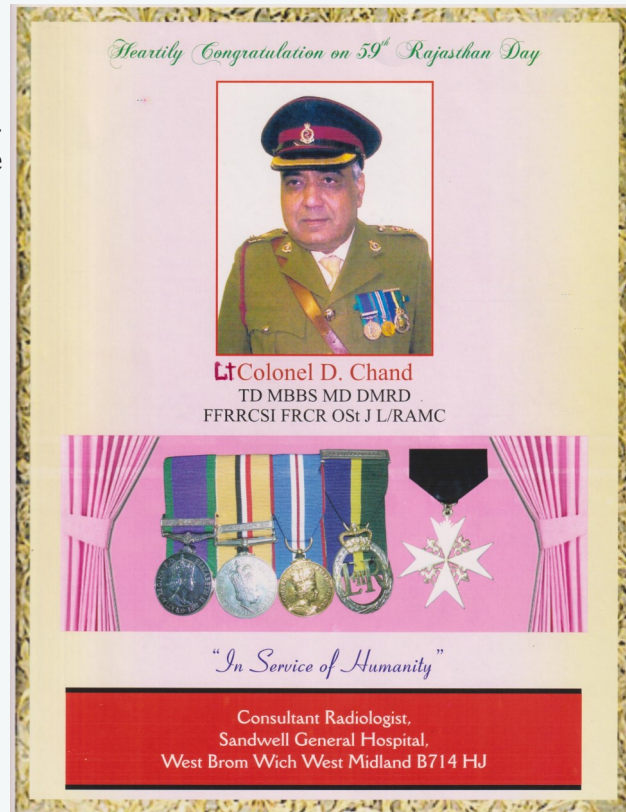 Heartily Congratulation on 59th Rajasthan Day
Lt Colonel D. Chand
TD MBBS MD DMRD
FFRRCSI FRCR OSt J L/RAMC
"In Service of Humanity"
Consultant Radiologist,
Sandwell General Hospital,
West Brom Wich West Midland B714 HJ